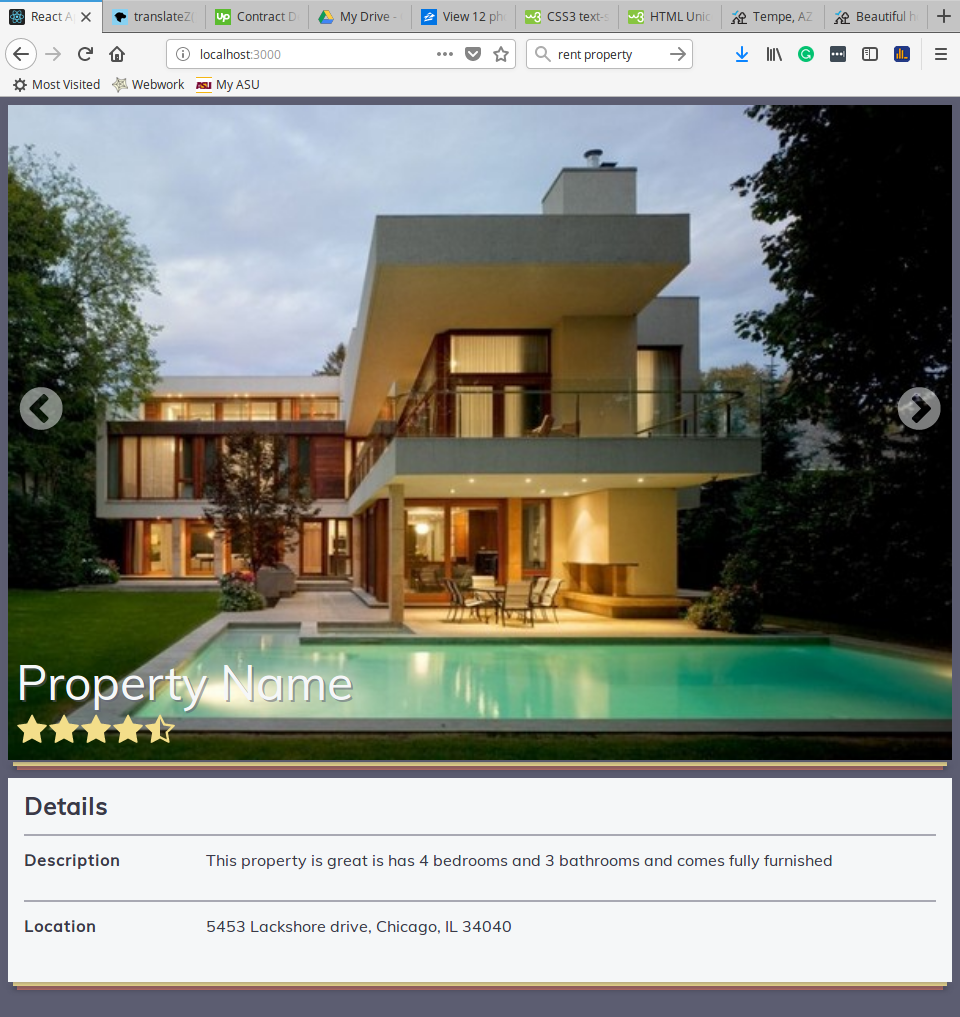 React A
translateZ(
Contract D
My Drive -
View 12 ph
CSS3 text-s
HTML Unic
Tempe, AZ
Beautiful h
localhost:3000
rent property
Most Visited
Webwork
ASU
My ASU
Property Name
Details
Description
This property is great is has 4 bedrooms and 3 bathrooms and comes fully furnished
Location
5453 Lackshore drive, Chicago, IL 34040